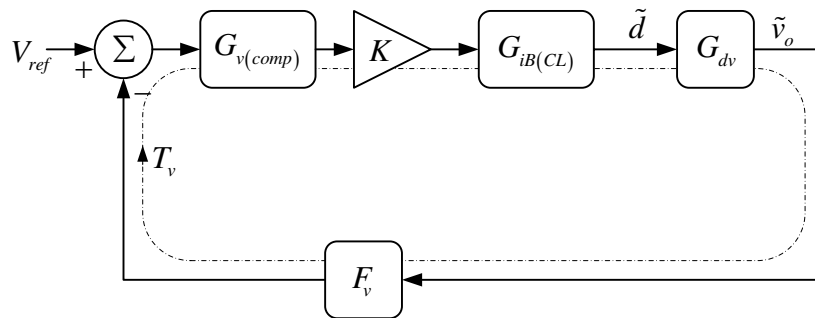 V_ref
+
−
Σ
G_v(comp)
K
G_iB(CL)
d̃
G_dv
ṽ_o
T_v
F_v